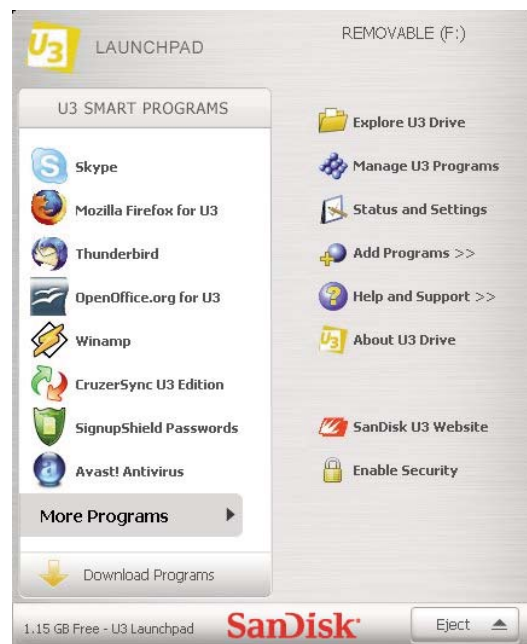 U3 LAUNCHPAD
REMOVABLE (F:)
U3 SMART PROGRAMS
Skype
Mozilla Firefox for U3
Thunderbird
OpenOffice.org for U3
Winamp
CruzerSync U3 Edition
SignupShield Passwords
Avast! Antivirus
More Programs
Download Programs
Explore U3 Drive
Manage U3 Programs
Status and Settings
Add Programs >>
Help and Support >>
U3 About U3 Drive
SanDisk U3 Website
Enable Security
1.15 GB Free - U3 Launchpad
SanDisk
Eject